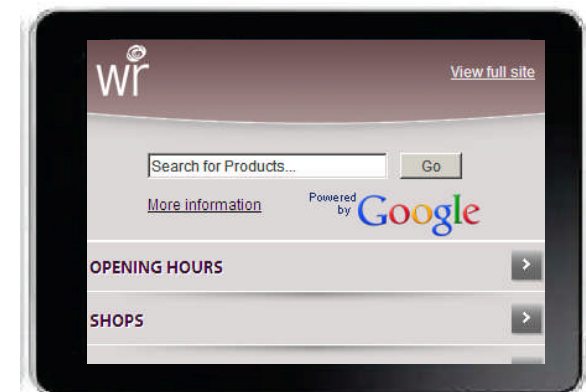 wr
View full site
Search for Products...
Go
More information
Powered
by
Google
OPENING HOURS
SHOPS